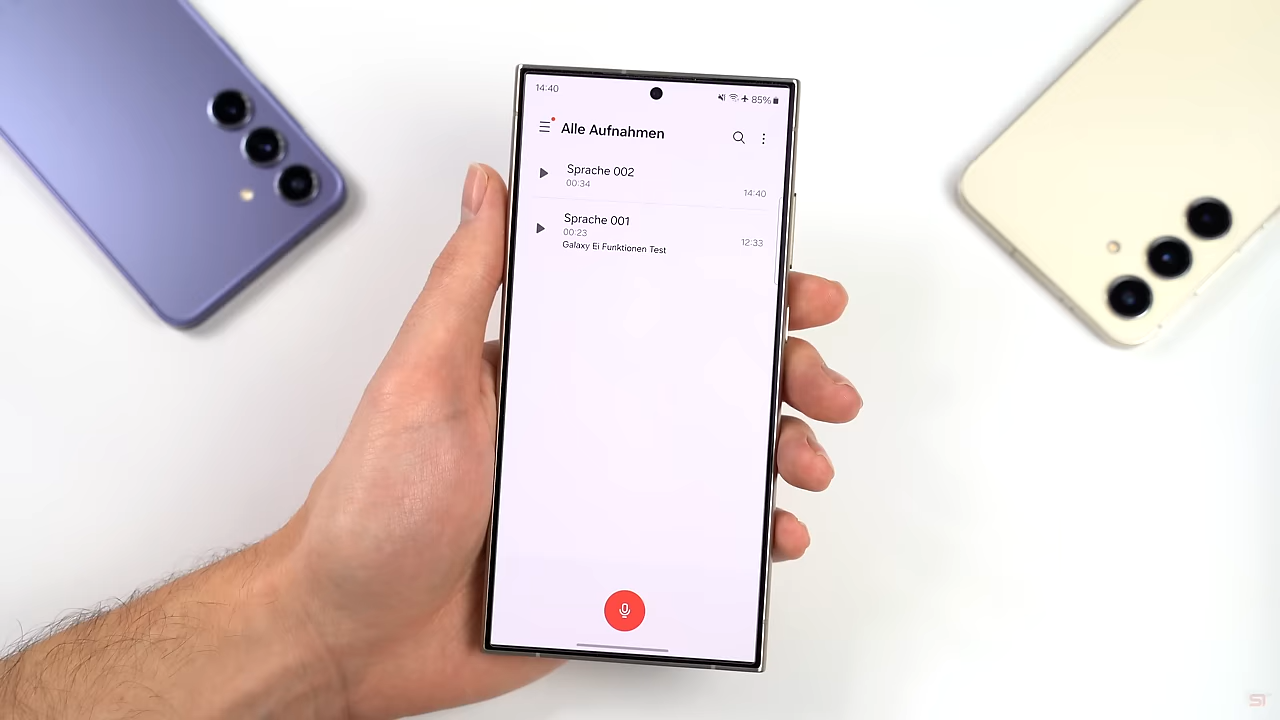 14:40
85%
Alle Aufnahmen
Sprache 002
00:34
14:40
Sprache 001
00:23
12:33
Galaxy Ei Funktionen Test